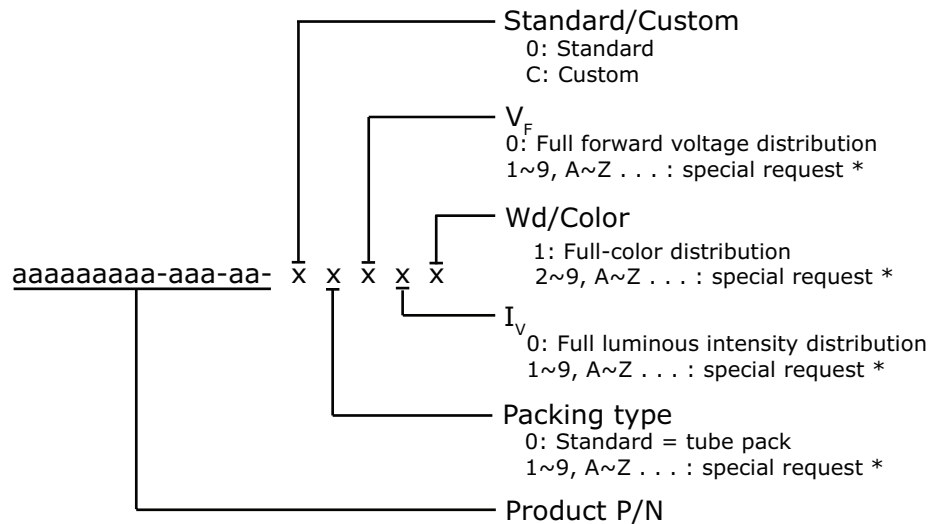 Standard/Custom
0: Standard
C: Custom
VF
0: Full forward voltage distribution
1~9, A~Z . . . : special request *
Wd/Color
1: Full-color distribution
2~9, A~Z . . . : special request *
aaaaaaaaa-aaa-aa- x x x x x
IV
0: Full luminous intensity distribution
1~9, A~Z . . . : special request *
Packing type
0: Standard = tube pack
1~9, A~Z . . . : special request *
Product P/N